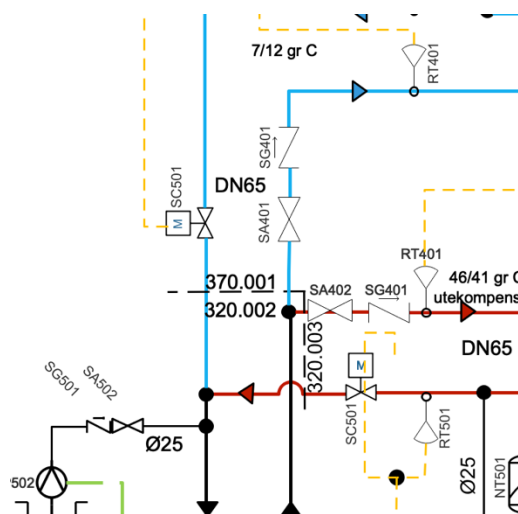 7/12 gr C
RT401
SG401
SC501
DN65
M
SA401
RT401
370.001
46/41 gr C
SA402
SG401
320.002
utekompens
320.003
DN65
M
SG501
SA502
SC501
RT501
Ø25
Ø25
NT501
502